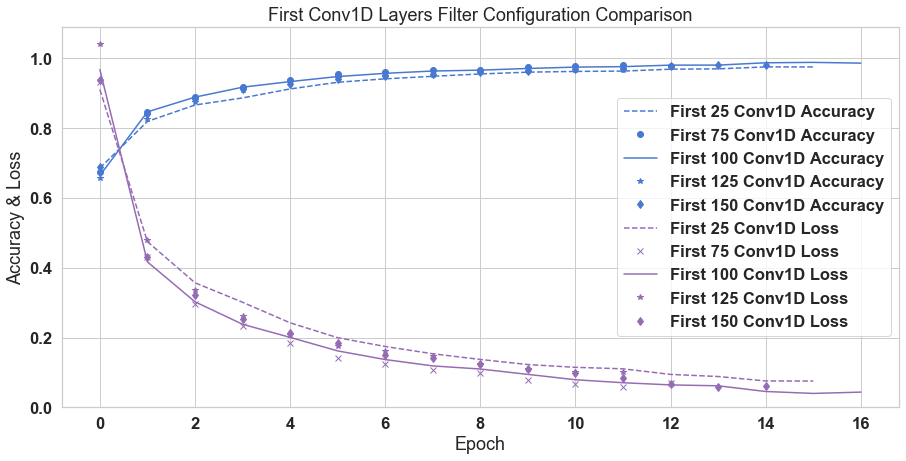 First Conv1D Layers Filter Configuration Comparison
Accuracy & Loss
1.0
0.8
0.6
0.4
0.2
0.0
First 25 Conv1D Accuracy
First 75 Conv1D Accuracy
First 100 Conv1D Accuracy
First 125 Conv1D Accuracy
First 150 Conv1D Accuracy
First 25 Conv1D Loss
First 75 Conv1D Loss
First 100 Conv1D Loss
First 125 Conv1D Loss
First 150 Conv1D Loss
0 2 4 6 8 10 12 14 16
Epoch